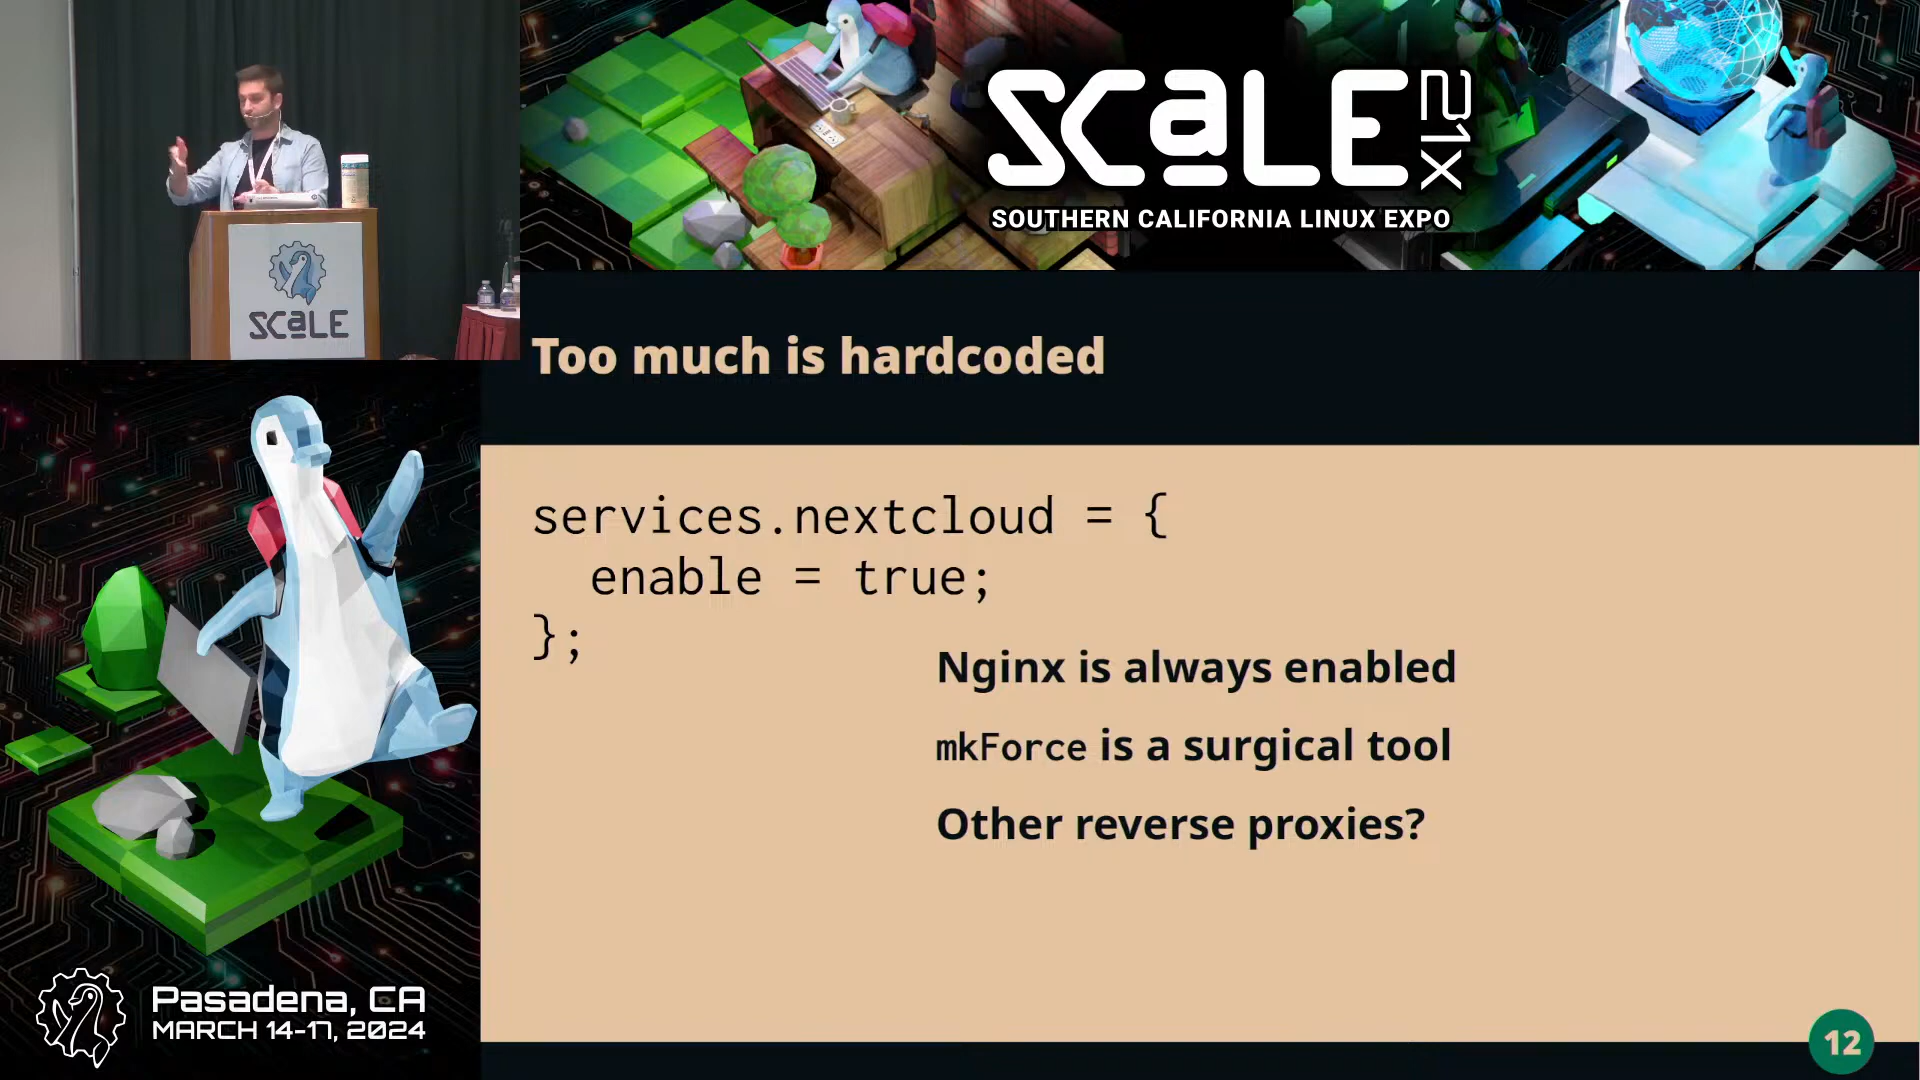 SCaLE 21X
SOUTHERN CALIFORNIA LINUX EXPO
SCaLE
Too much is hardcoded
services.nextcloud = {
  enable = true;
};
Nginx is always enabled
mkForce is a surgical tool
Other reverse proxies?
Pasadena, CA
MARCH 14-17, 2024
12